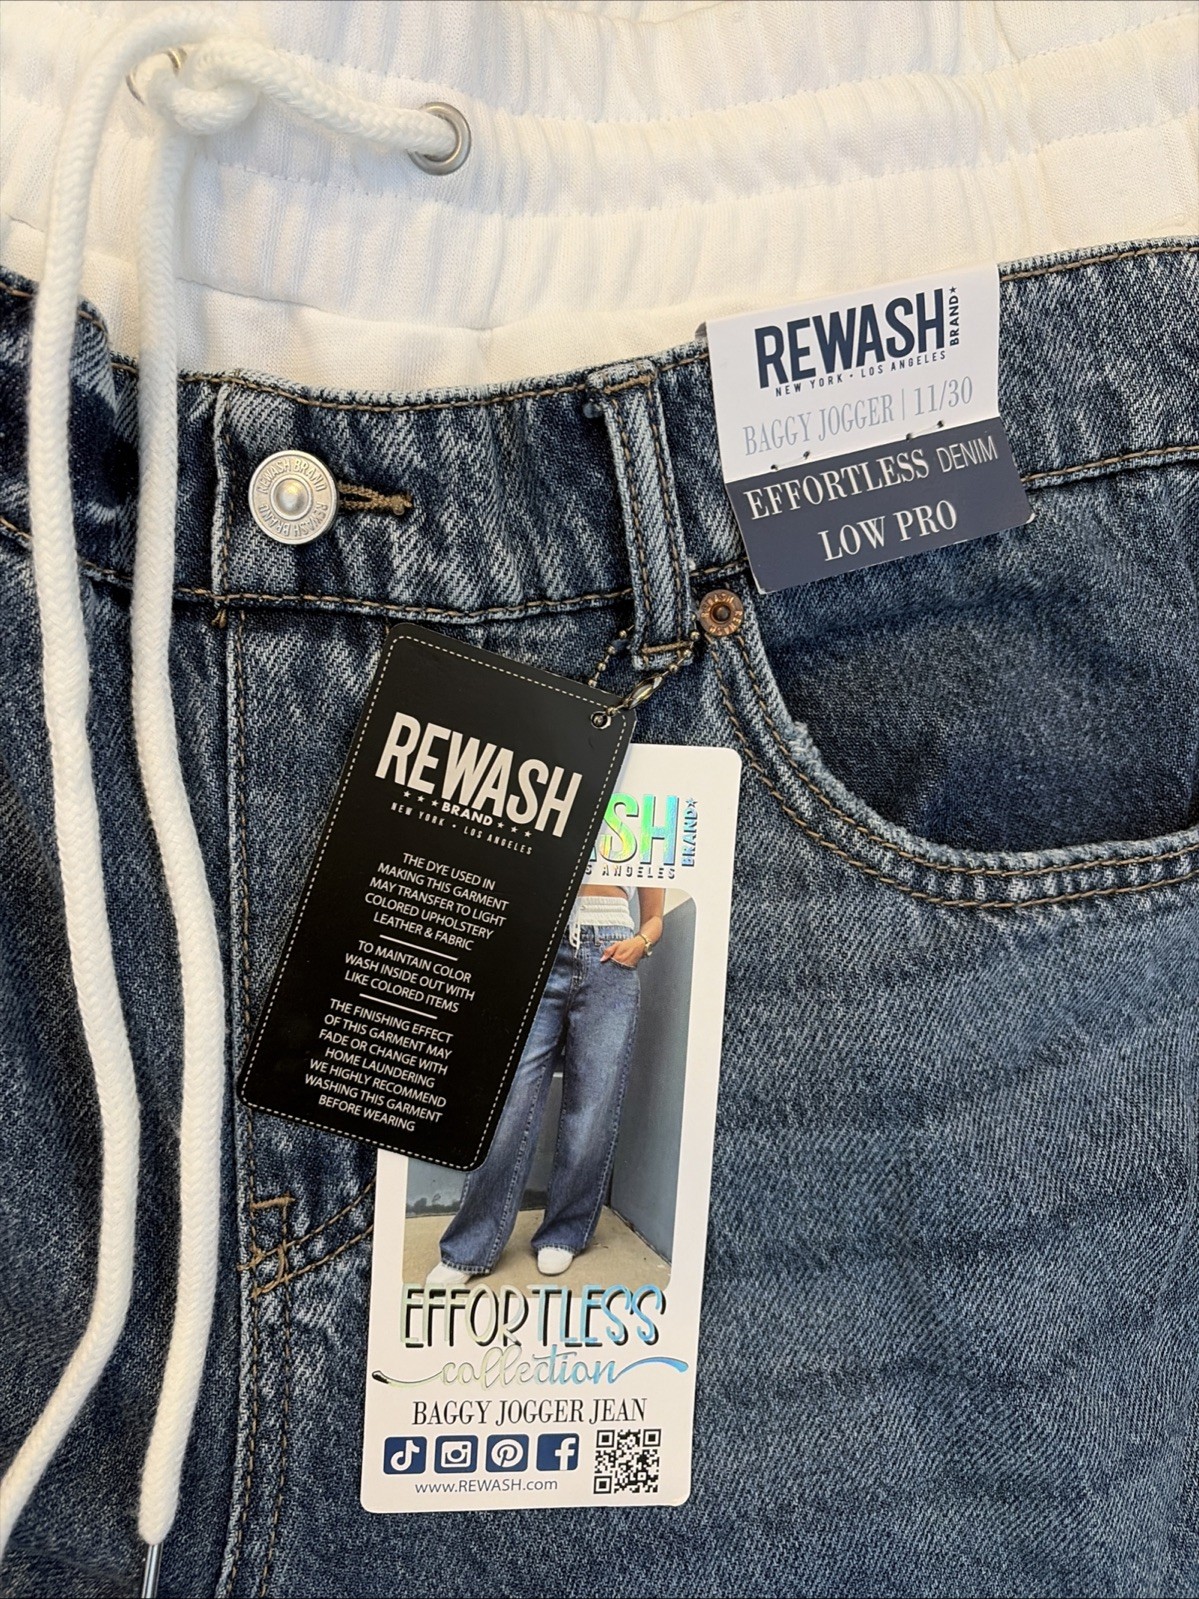 REWASH
BRAND
NEW YORK • LOS ANGELES
BAGGY JOGGER | 11/30
EFFORTLESS DENIM
LOW PRO
REWASH BRAND
REWASH
BRAND
NEW YORK • LOS ANGELES
THE DYE USED IN
MAKING THIS GARMENT
MAY TRANSFER TO LIGHT
COLORED UPHOLSTERY
LEATHER & FABRIC
TO MAINTAIN COLOR
WASH INSIDE OUT WITH
LIKE COLORED ITEMS
THE FINISHING EFFECT
OF THIS GARMENT MAY
FADE OR CHANGE WITH
HOME LAUNDERING
WE HIGHLY RECOMMEND
WASHING THIS GARMENT
BEFORE WEARING
SH
BRAND
S ANGELES
EFFORTLESS
collection
BAGGY JOGGER JEAN
www.REWASH.com